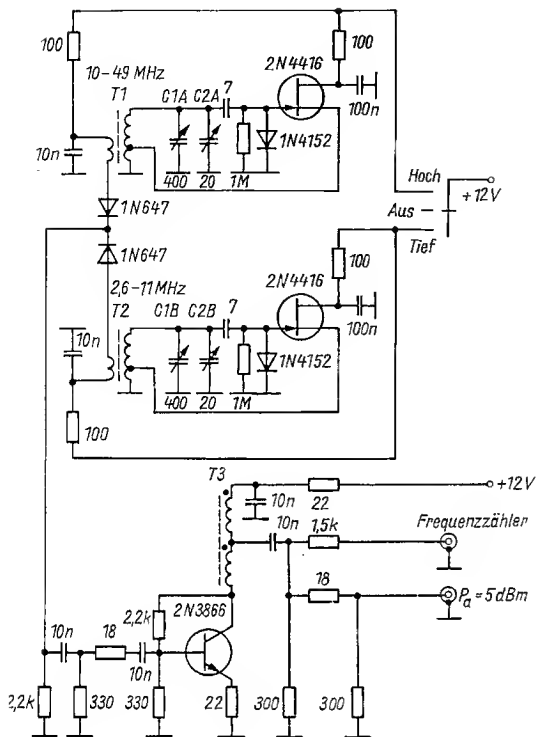 100
10–49 MHz
T1
10n
C1A C2A 7
2N4416
100
100n
1N4152
400 20 1M
Hoch
Aus
Tief
+12V
1N647
1N647
2,6–11 MHz
T2
10n
C1B C2B 7
2N4416
100
100n
1N4152
400 20 1M
100
T3
10n
22
+12V
10n
1,5k
Frequenzzähler
18
Pa = 5 dBm
2,2k
2N3866
10n
18
10n
2,2k
330
330
22
300
300